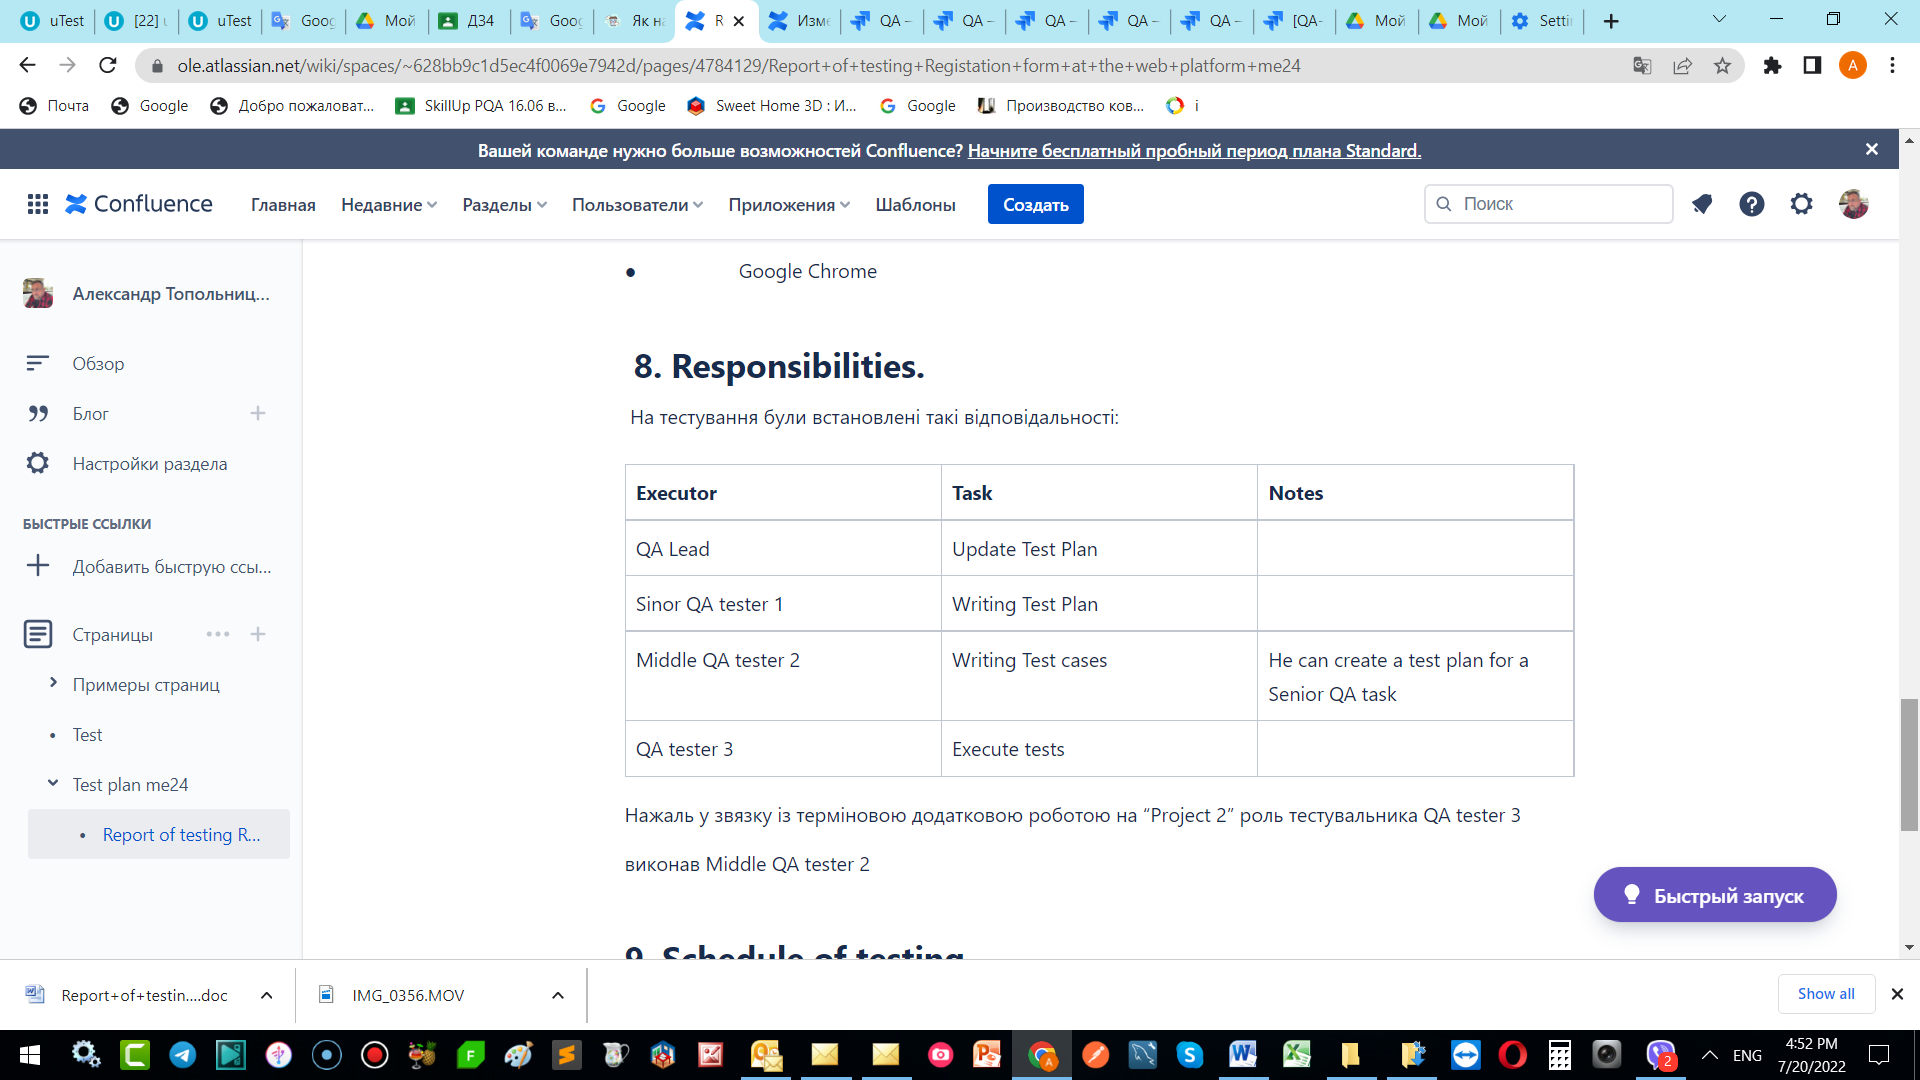 uTest
[22] u
uTest
Goog
Мой
ДЗ4
Goog
Як на
R
Изме
QA –
QA –
QA –
QA –
QA –
[QA-
Мой
Мой
Setti
ole.atlassian.net/wiki/spaces/~628bb9c1d5ec4f0069e7942d/pages/4784129/Report+of+testing+Registation+form+at+the+web+platform+me24
A
Почта
Google
Добро пожаловат...
SkillUp PQA 16.06 в...
Google
Sweet Home 3D : И...
Google
Производство ков...
i
Вашей команде нужно больше возможностей Confluence? Начните бесплатный пробный период плана Standard.
Confluence
Главная
Недавние
Разделы
Пользователи
Приложения
Шаблоны
Создать
Поиск
Александр Топольниц...
Обзор
Блог
Настройки раздела
БЫСТРЫЕ ССЫЛКИ
Добавить быструю ссы...
Страницы
Примеры страниц
• Test
Test plan me24
• Report of testing R...
● Google Chrome
8. Responsibilities.
На тестування були встановлені такі відповідальності:
Executor Task Notes
QA Lead Update Test Plan
Sinor QA tester 1 Writing Test Plan
Middle QA tester 2 Writing Test cases He can create a test plan for a
Senior QA task
QA tester 3 Execute tests
Нажаль у звязку із терміновою додатковою роботою на “Project 2” роль тестувальника QA tester 3
виконав Middle QA tester 2
Быстрый запуск
9. Schedule of testing
Report+of+testin....doc
IMG_0356.MOV
Show all
ENG
4:52 PM
7/20/2022
2